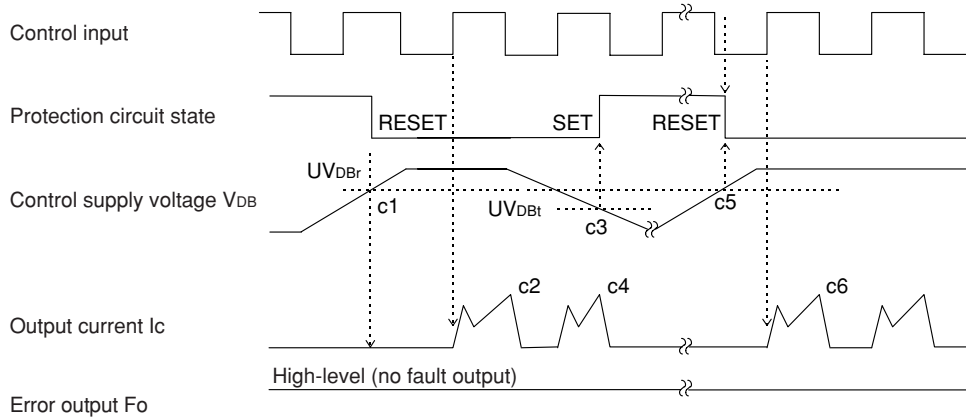 Control input
Protection circuit state
RESET
SET
RESET
UVDBr
Control supply voltage VDB
c1
UVDBt
c3
c5
c2
c4
c6
Output current Ic
High-level (no fault output)
Error output Fo